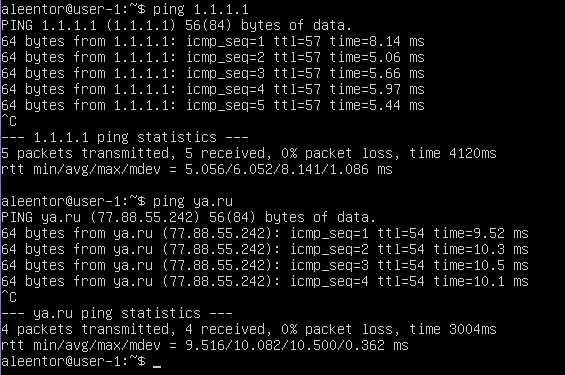 aleentor@user-1:~$ ping 1.1.1.1
PING 1.1.1.1 (1.1.1.1) 56(84) bytes of data.
64 bytes from 1.1.1.1: icmp_seq=1 ttl=57 time=8.14 ms
64 bytes from 1.1.1.1: icmp_seq=2 ttl=57 time=5.06 ms
64 bytes from 1.1.1.1: icmp_seq=3 ttl=57 time=5.66 ms
64 bytes from 1.1.1.1: icmp_seq=4 ttl=57 time=5.97 ms
64 bytes from 1.1.1.1: icmp_seq=5 ttl=57 time=5.44 ms
^C
--- 1.1.1.1 ping statistics ---
5 packets transmitted, 5 received, 0% packet loss, time 4120ms
rtt min/avg/max/mdev = 5.056/6.052/8.141/1.086 ms
aleentor@user-1:~$ ping ya.ru
PING ya.ru (77.88.55.242) 56(84) bytes of data.
64 bytes from ya.ru (77.88.55.242): icmp_seq=1 ttl=54 time=9.52 ms
64 bytes from ya.ru (77.88.55.242): icmp_seq=2 ttl=54 time=10.3 ms
64 bytes from ya.ru (77.88.55.242): icmp_seq=3 ttl=54 time=10.5 ms
64 bytes from ya.ru (77.88.55.242): icmp_seq=4 ttl=54 time=10.1 ms
^C
--- ya.ru ping statistics ---
4 packets transmitted, 4 received, 0% packet loss, time 3004ms
rtt min/avg/max/mdev = 9.516/10.082/10.500/0.362 ms
aleentor@user-1:~$ _